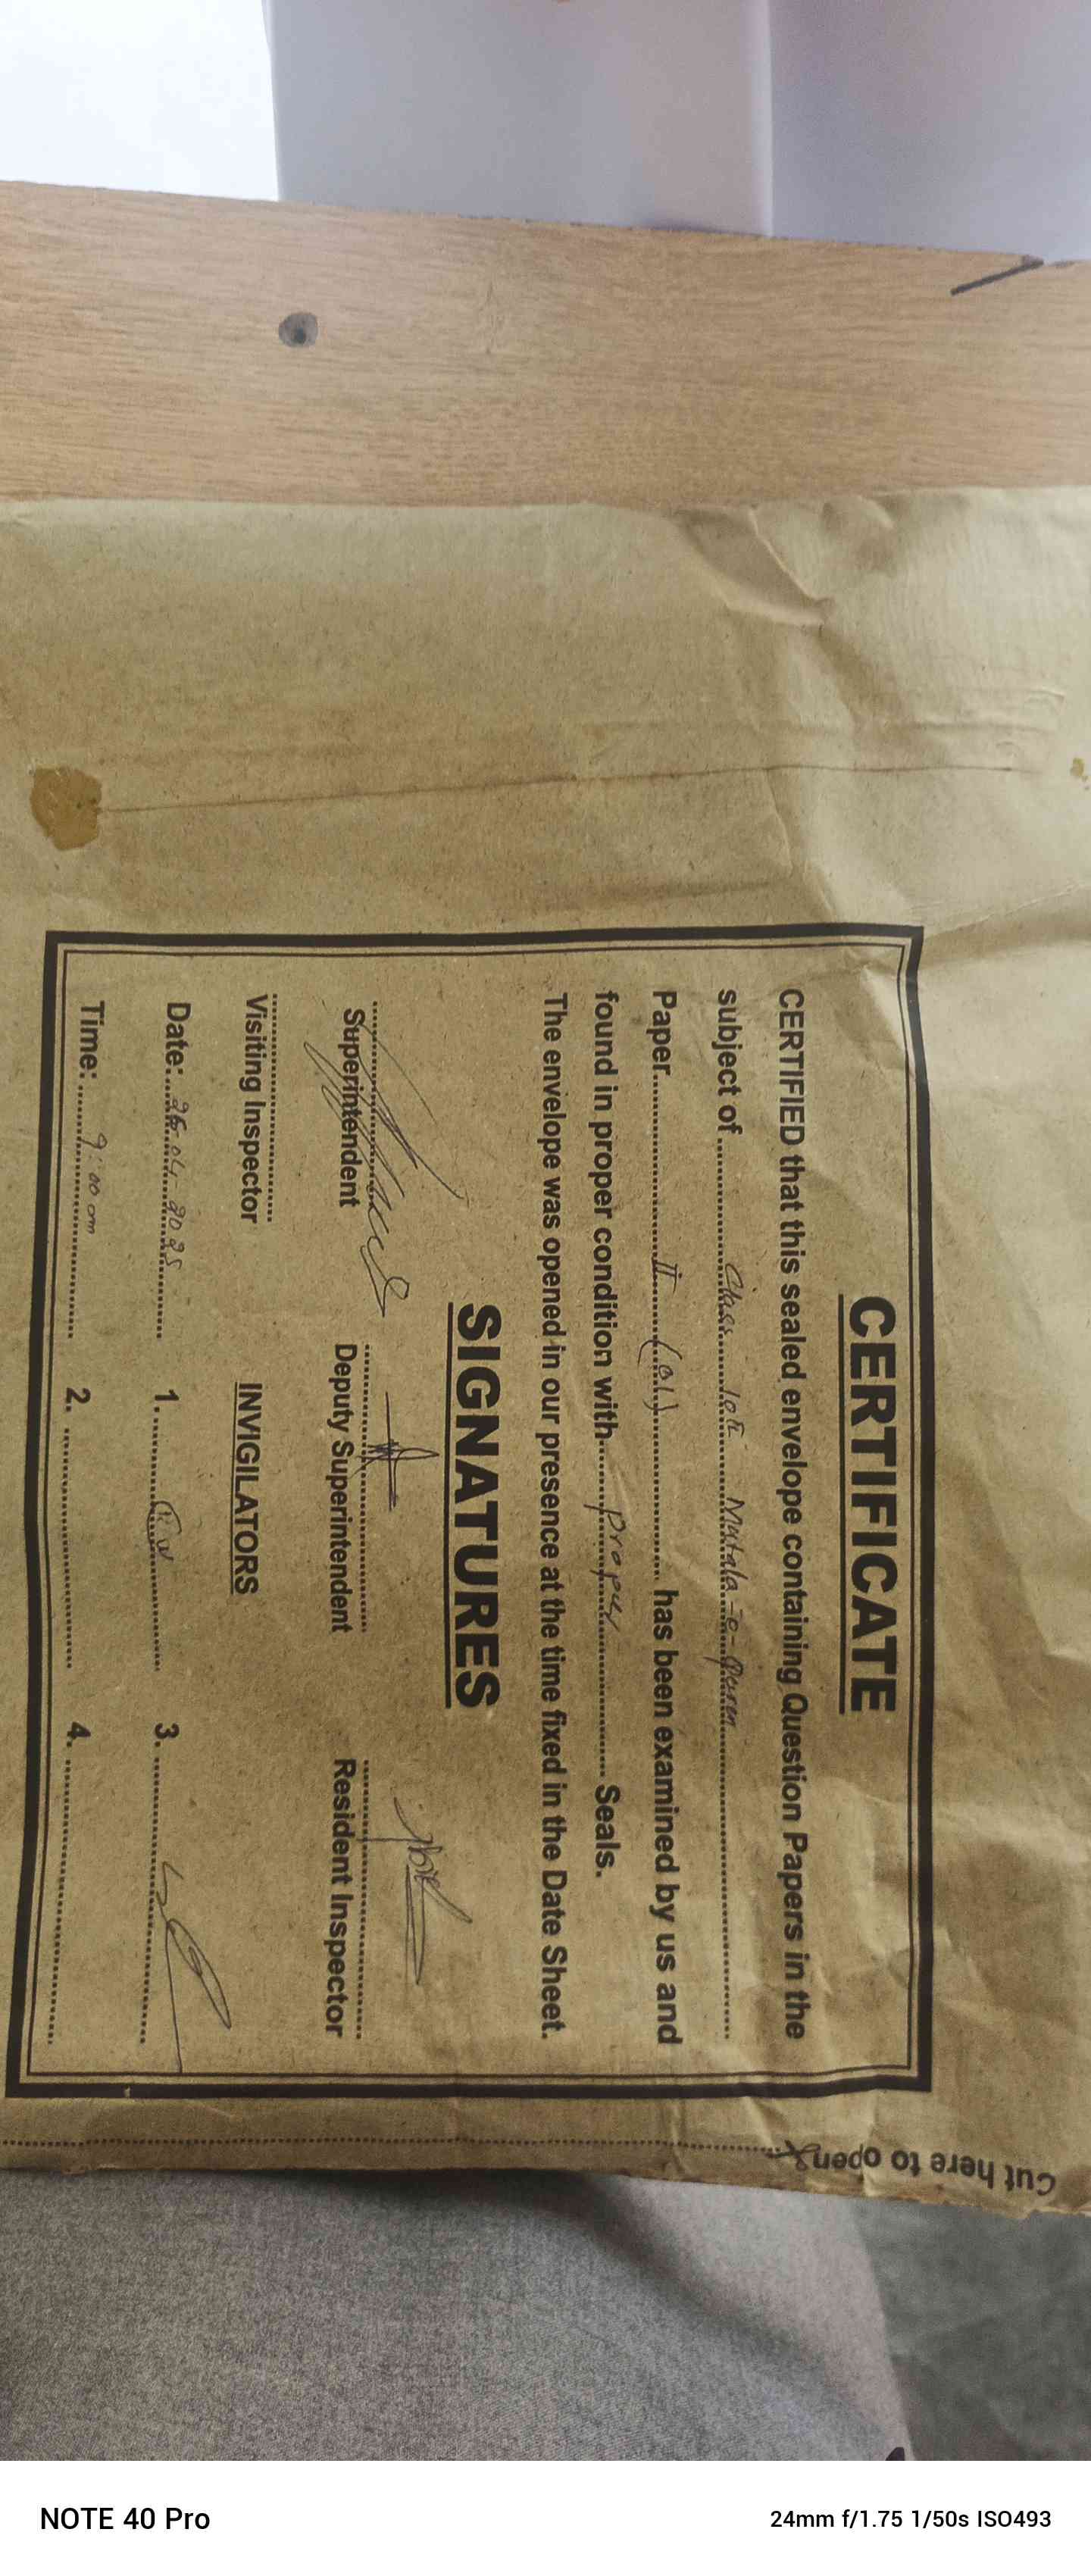 CERTIFICATE
CERTIFIED that this sealed envelope containing Question Papers in the
subject of Class 10th Mutala-e-Quran
Paper II (01) has been examined by us and
found in proper condition with proper Seals.
The envelope was opened in our presence at the time fixed in the Date Sheet.
SIGNATURES
Superintendent Deputy Superintendent Resident Inspector
Visiting Inspector INVIGILATORS
Date: 26-04-2025 1. 3.
Time: 9:00 am 2. 4.
Cut here to open
NOTE 40 Pro 24mm f/1.75 1/50s ISO493